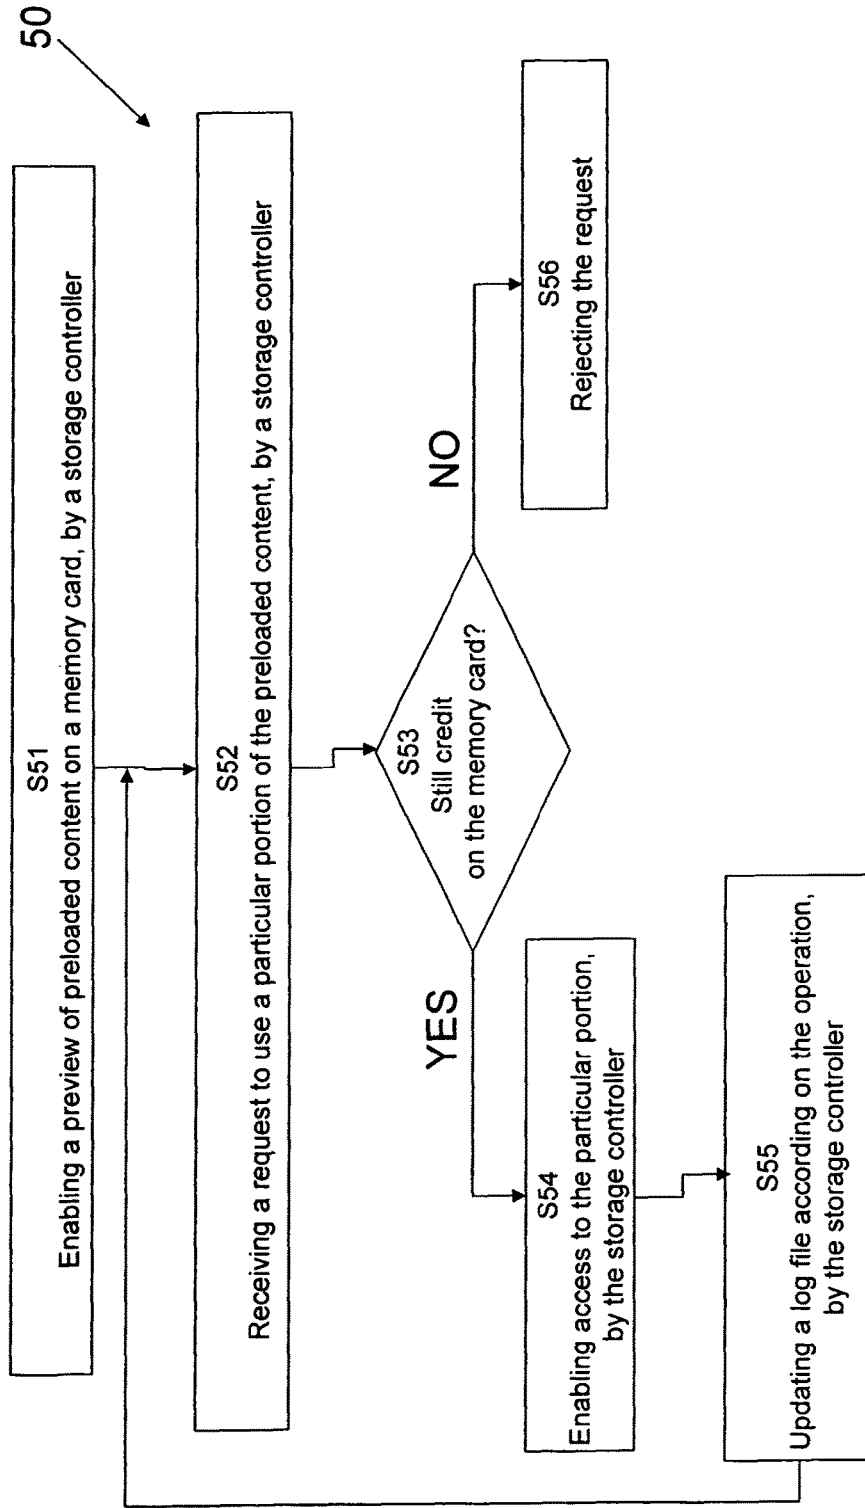 50
S51
Enabling a preview of preloaded content on a memory card, by a storage controller
S52
Receiving a request to use a particular portion of the preloaded content, by a storage controller
S53
Still credit
on the memory card?
YES
NO
S54
Enabling access to the particular portion,
by the storage controller
S56
Rejecting the request
S55
Updating a log file according on the operation,
by the storage controller